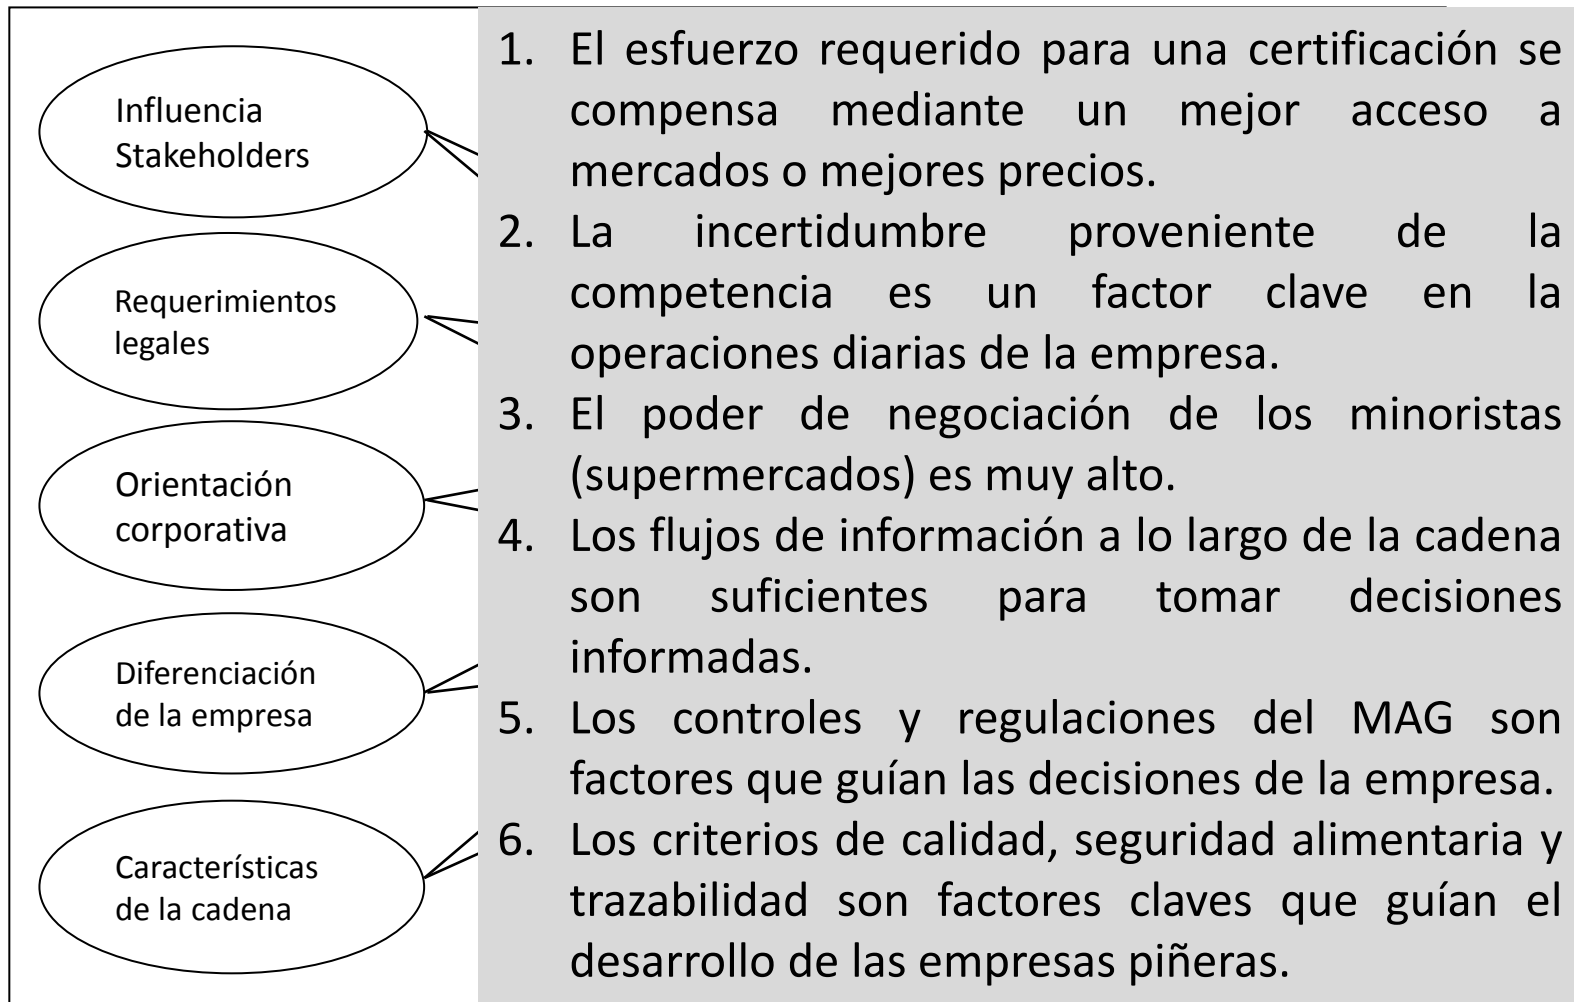 Influencia
Stakeholders
Requerimientos
legales
Orientación
corporativa
Diferenciación
de la empresa
Característificas
de la cadena
1. El esfuerzo requerido para una certificación se
compensa mediante un mejor acceso a
mercados o mejores precios.
2. La incertidumbre proveniente de la
competencia es un factor clave en la
operaciones diarias de la empresa.
3. El poder de negociación de los minoristas
(supermercados) es muy alto.
4. Los flujos de información a lo largo de la cadena
son suficientes para tomar decisiones
informadas.
5. Los controles y regulaciones del MAG son
factores que guían las decisiones de la empresa.
6. Los criterios de calidad, seguridad alimentaria y
trazabilidad son factores claves que guían el
desarrollo de las empresas piñeras.